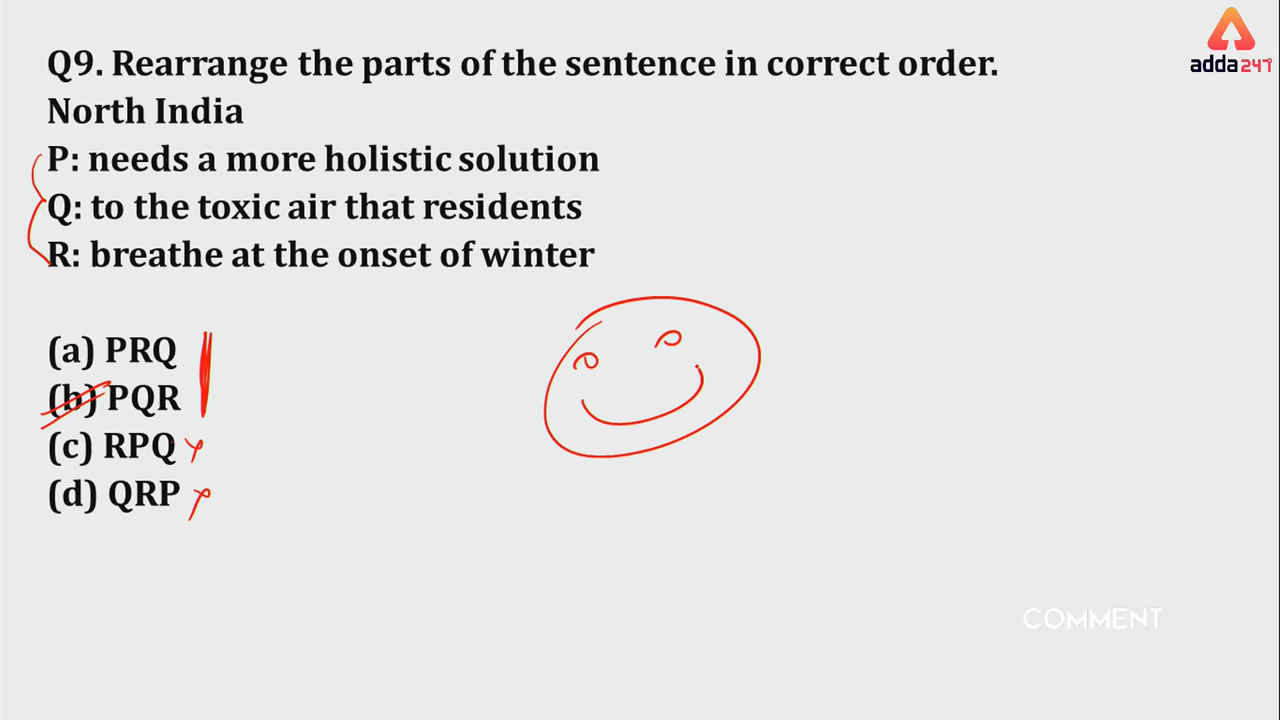 adda247
Q9. Rearrange the parts of the sentence in correct order.
North India
P: needs a more holistic solution
Q: to the toxic air that residents
R: breathe at the onset of winter
(a) PRQ
(b) PQR
(c) RPQ
(d) QRP
COMMENT